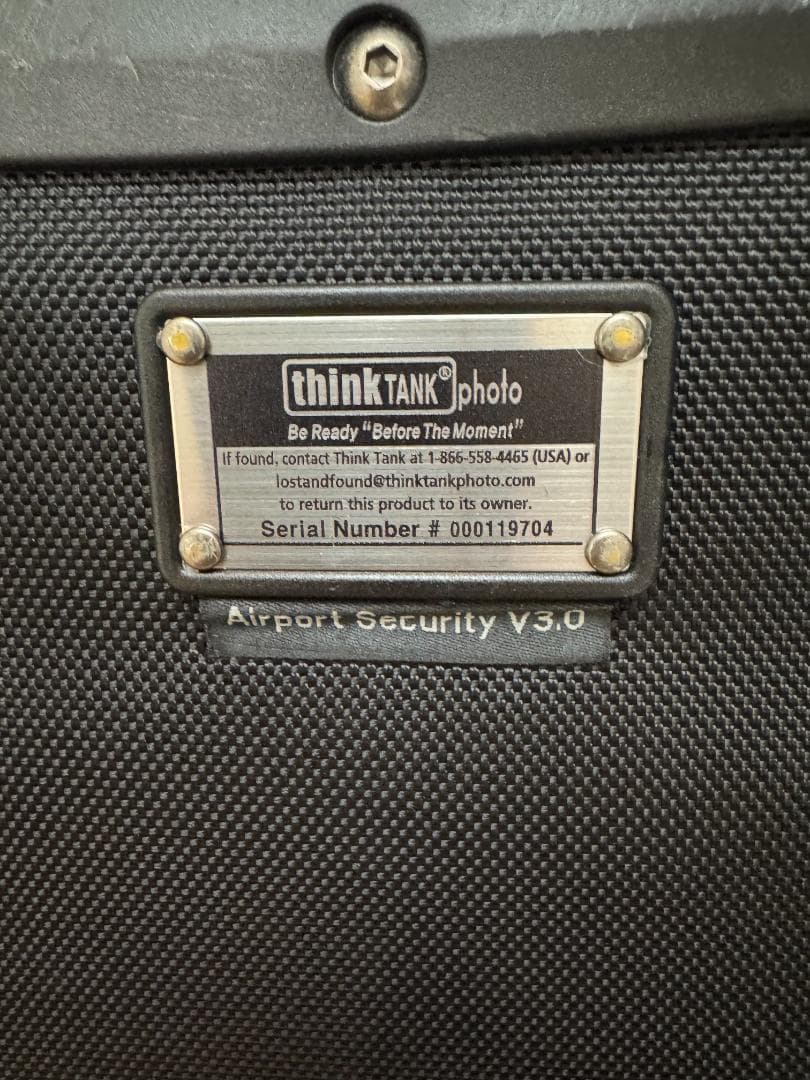 thinkTANK® photo
Be Ready "Before The Moment"
If found, contact Think Tank at 1-866-558-4465 (USA) or
lostandfound@thinktankphoto.com
to return this product to its owner.
Serial Number # 000119704
Airport Security V3.0